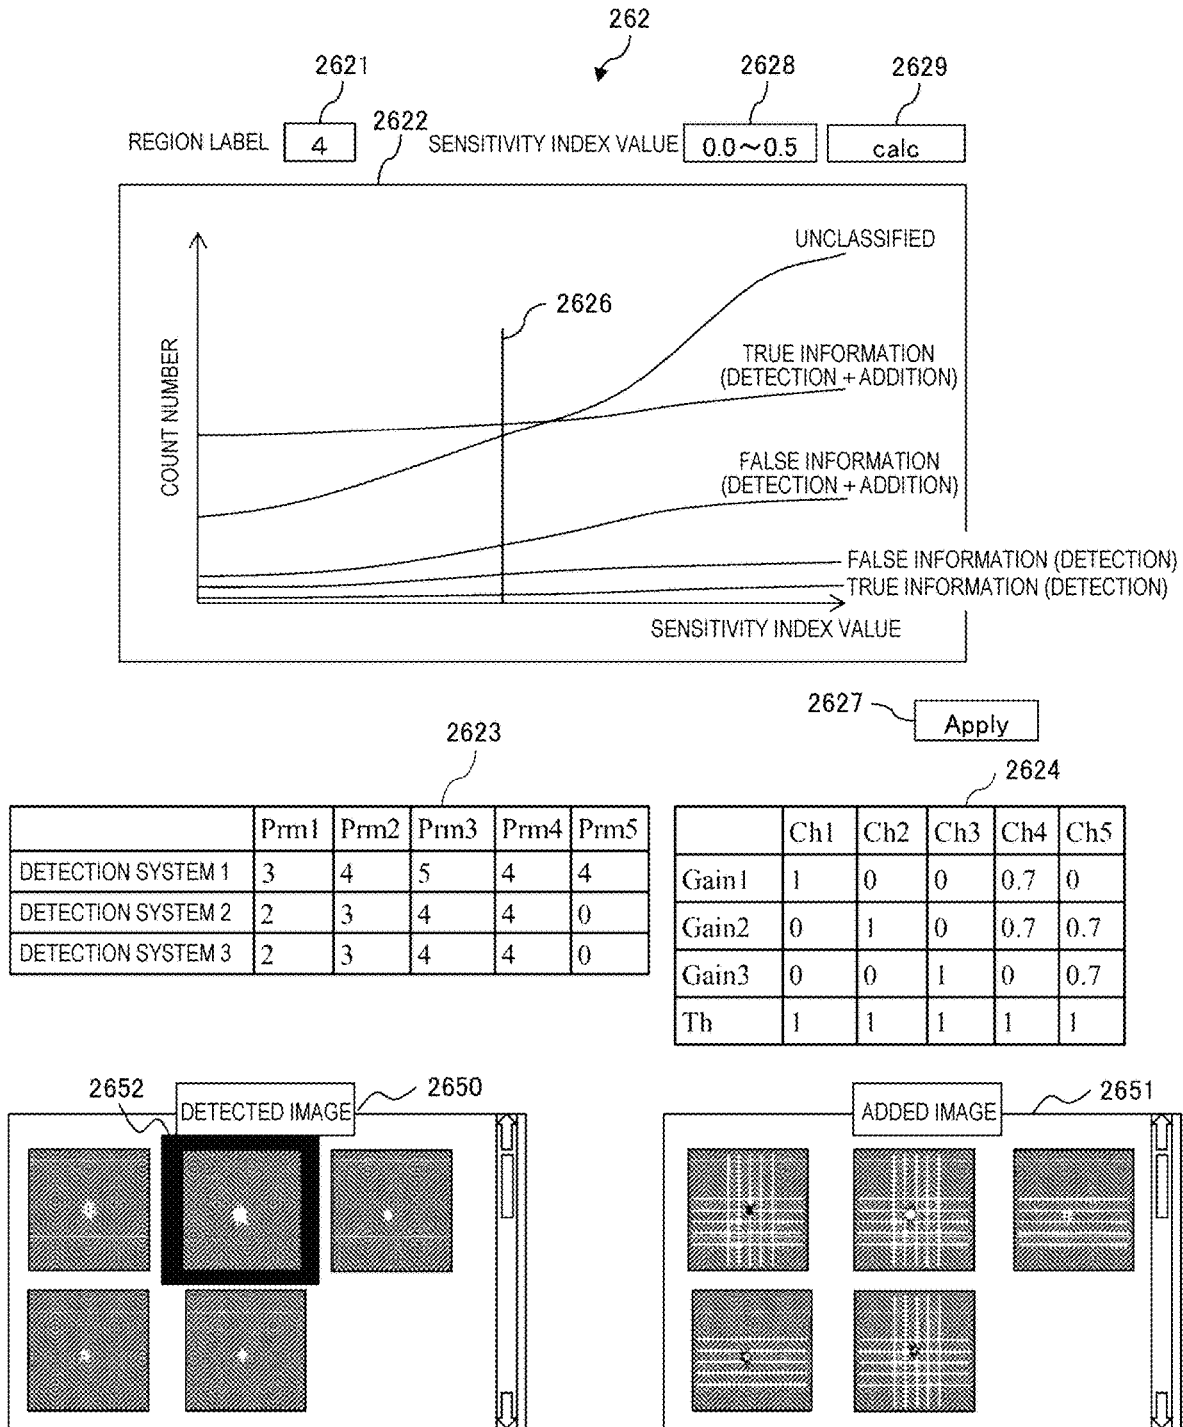 262
2621
2628
2629
2622
REGION LABEL 4 SENSITIVITY INDEX VALUE 0.0～0.5 calc
UNCLASSIFIED
2626
TRUE INFORMATION
(DETECTION + ADDITION)
COUNT NUMBER
FALSE INFORMATION
(DETECTION + ADDITION)
FALSE INFORMATION (DETECTION)
TRUE INFORMATION (DETECTION)
SENSITIVITY INDEX VALUE
2627 Apply
2623
2624
Prm1 Prm2 Prm3 Prm4 Prm5
DETECTION SYSTEM 1 3 4 5 4 4
DETECTION SYSTEM 2 2 3 4 4 0
DETECTION SYSTEM 3 2 3 4 4 0
Ch1 Ch2 Ch3 Ch4 Ch5
Gain1 1 0 0 0.7 0
Gain2 0 1 0 0.7 0.7
Gain3 0 0 1 0 0.7
Th 1 1 1 1 1
2652 DETECTED IMAGE 2650
ADDED IMAGE 2651